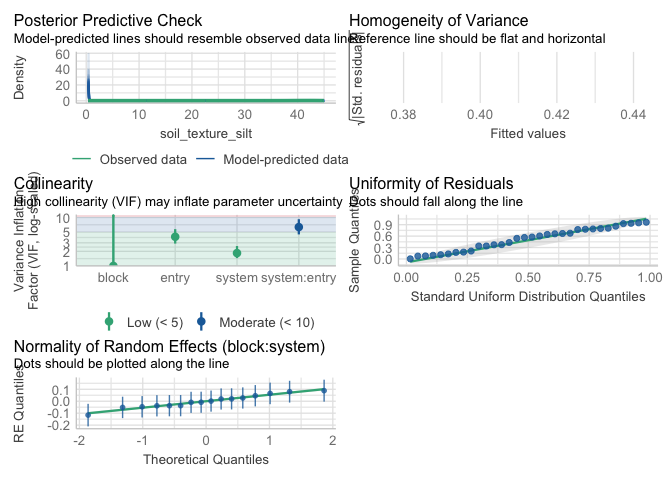 Posterior Predictive Check
Model-predicted lines should resemble observed data line
60
40
20
0
Density
0 10 20 30 40
soil_texture_silt
Observed data Model-predicted data
Homogeneity of Variance
Reference line should be flat and horizontal
√|Std. residuals|
0.38 0.40 0.42 0.44
Fitted values
Collinearity
High collinearity (VIF) may inflate parameter uncertainty
Variance Inflation
Factor (VIF, log-scaled)
10
5
3
2
1
block entry system system:entry
Low (< 5) Moderate (< 10)
Uniformity of Residuals
Dots should fall along the line
Sample Quantiles
0.9
0.6
0.3
0.0
0.00 0.25 0.50 0.75 1.00
Standard Uniform Distribution Quantiles
Normality of Random Effects (block:system)
Dots should be plotted along the line
RE Quantiles
0.1
0.0
-0.1
-0.2
-2 -1 0 1 2
Theoretical Quantiles